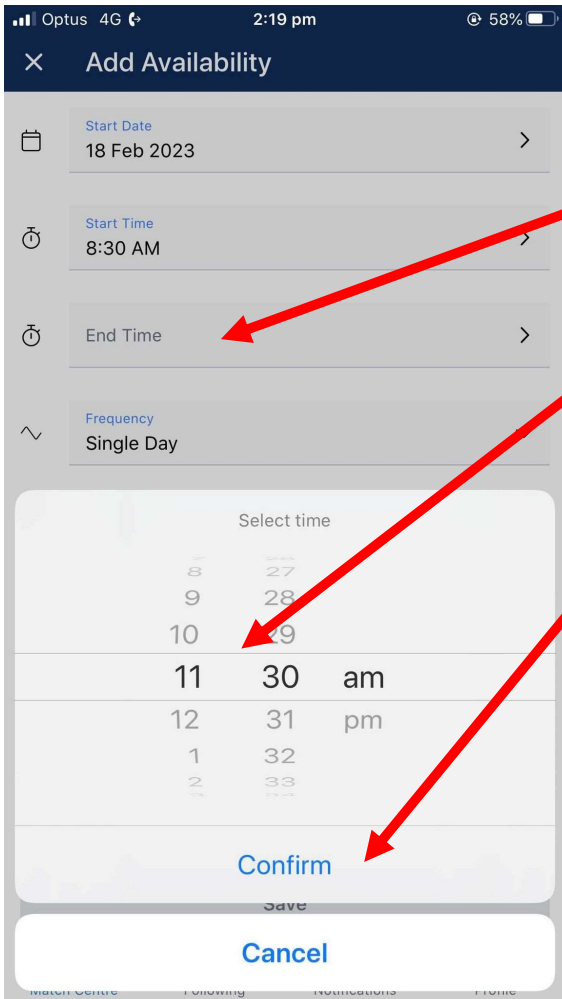 Optus 4G 2:19 pm 58%
Add Availability
Start Date
18 Feb 2023
Start Time
8:30 AM
End Time
Frequency
Single Day
Select time
8 27
9 28
10 29
11 30 am
12 31 pm
1 32
2 33
Confirm
Save
Cancel
Match Centre Following Notifications Profile